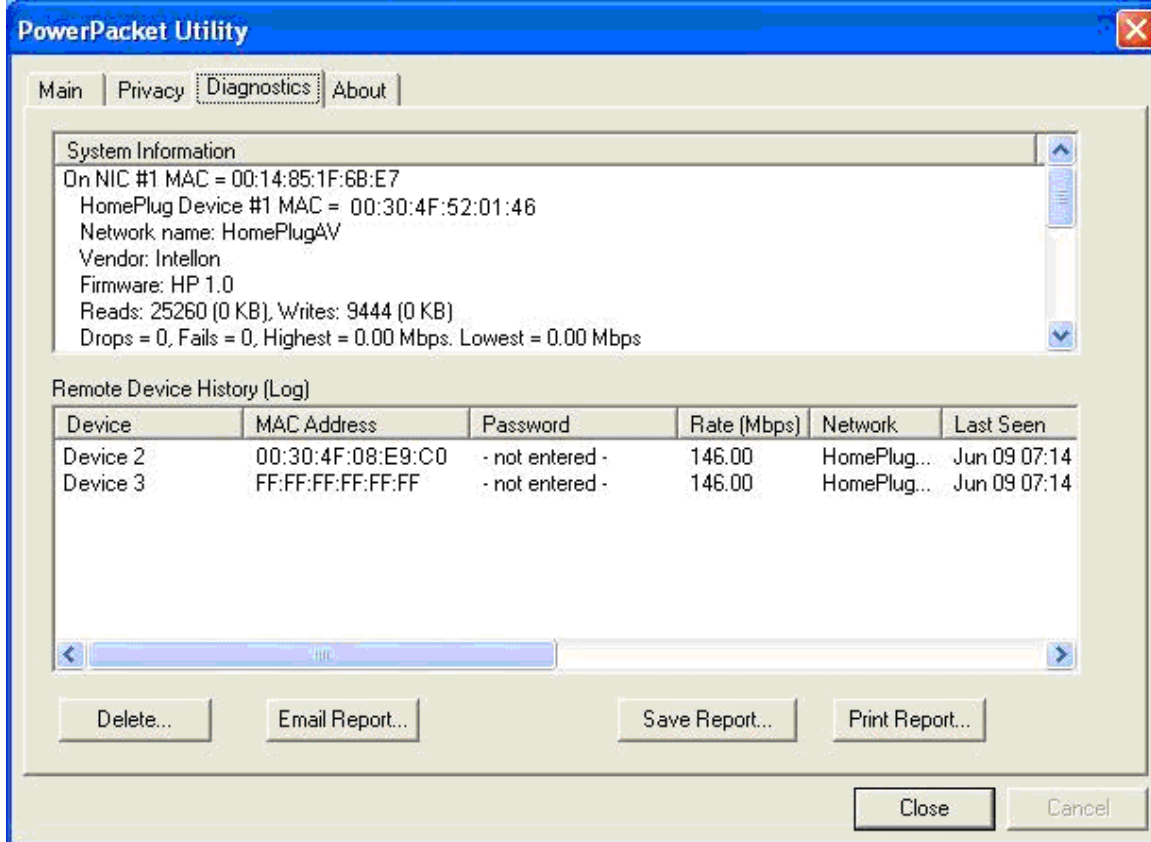 PowerPacket Utility
Main Privacy Diagnostics About
System Information
On NIC #1 MAC = 00:14:85:1F:6B:E7
HomePlug Device #1 MAC = 00:30:4F:52:01:46
Network name: HomePlugAV
Vendor: Intellon
Firmware: HP 1.0
Reads: 25260 (0 KB), Writes: 9444 (0 KB)
Drops = 0, Fails = 0, Highest = 0.00 Mbps. Lowest = 0.00 Mbps
Remote Device History (Log)
Device MAC Address Password Rate (Mbps) Network Last Seen
Device 2 00:30:4F:08:E9:C0 - not entered - 146.00 HomePlug... Jun 09 07:14
Device 3 FF:FF:FF:FF:FF:FF - not entered - 146.00 HomePlug... Jun 09 07:14
Delete... Email Report... Save Report... Print Report...
Close Cancel